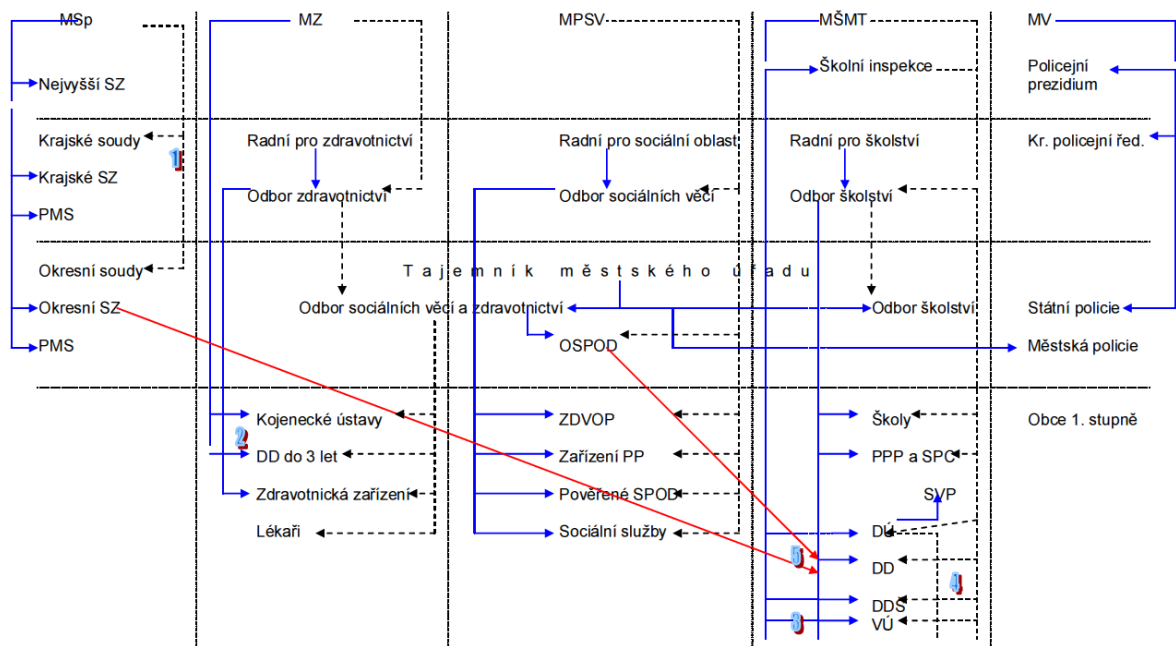 MSp MZ MPSV MŠMT MV
Školní inspekce Policejní
prezidium
Nejvyšší SZ
Krajské soudy Radní pro zdravotnictví Radní pro sociální oblast Radní pro školství Kr. policejní řed.
1
Krajské SZ
Odbor zdravotnictví Odbor sociálních věcí Odbor školství
PMS
Okresní soudy Tajemník městského úřadu
Okresní SZ Odbor sociálních věcí a zdravotnictví Odbor školství Státní policie
PMS OSPOD Městská policie
Kojenecké ústavy ZDVOP Školy Obce 1. stupně
2
DD do 3 let Zařízení PP PPP a SPC
Zdravotnická zařízení Pověřené SPOD SVP
Lékaři Sociální služby DÚ
5
DD
4
DDŠ
3
VÚ